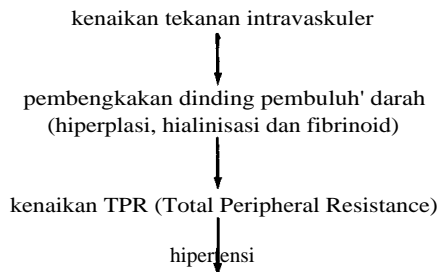 kenaikan tekanan intravaskuler
pembengkakan dinding pembuluh' darah
(hiperplasi, hialinisasi dan fibrinoid)
kenaikan TPR (Total Peripheral Resistance)
hipertensi